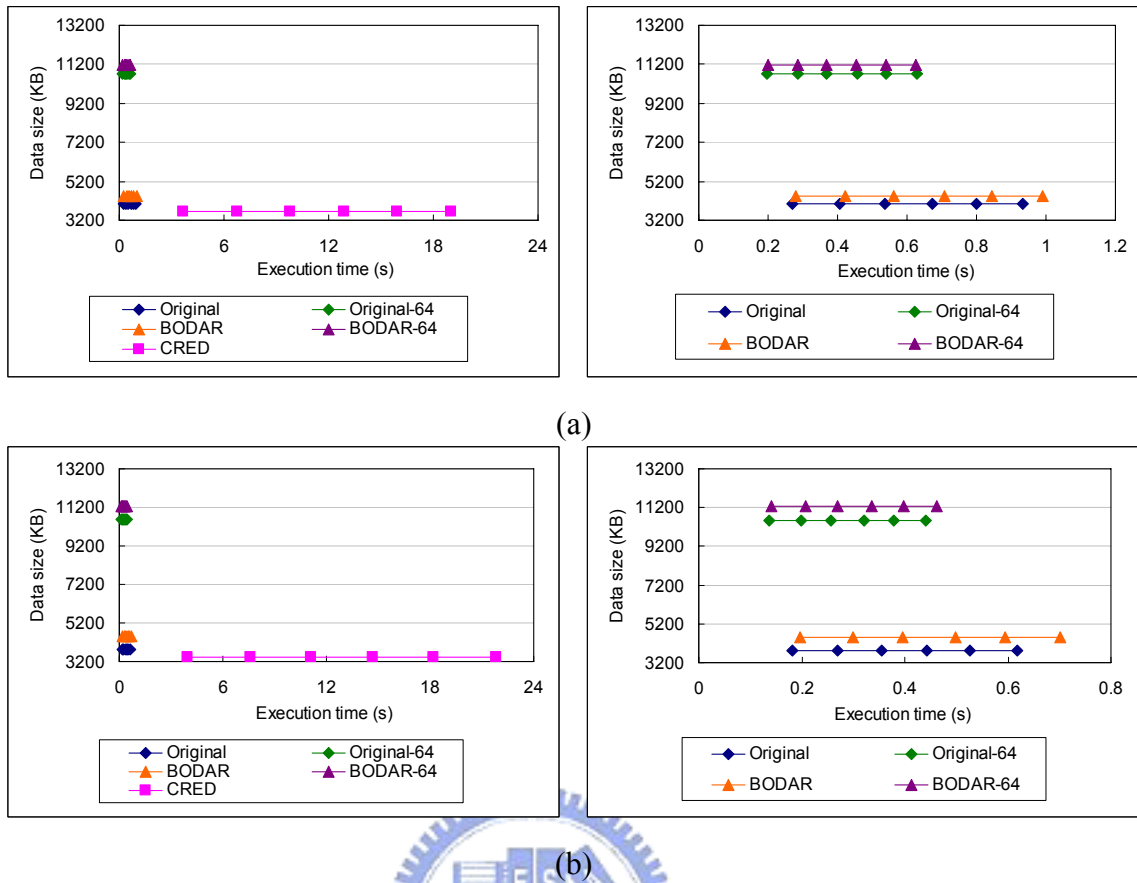 13200
11200
9200
7200
5200
3200
Data size (KB)
0 6 12 18 24
Execution time (s)
Original Original-64
BODAR BODAR-64
CRED
13200
11200
9200
7200
5200
3200
Data size (KB)
0 0.2 0.4 0.6 0.8 1 1.2
Execution time (s)
Original Original-64
BODAR BODAR-64
(a)
13200
11200
9200
7200
5200
3200
Data size (KB)
0 6 12 18 24
Execution time (s)
Original Original-64
BODAR BODAR-64
CRED
13200
11200
9200
7200
5200
3200
Data size (KB)
0 0.2 0.4 0.6 0.8
Execution time (s)
Original Original-64
BODAR BODAR-64
(b)